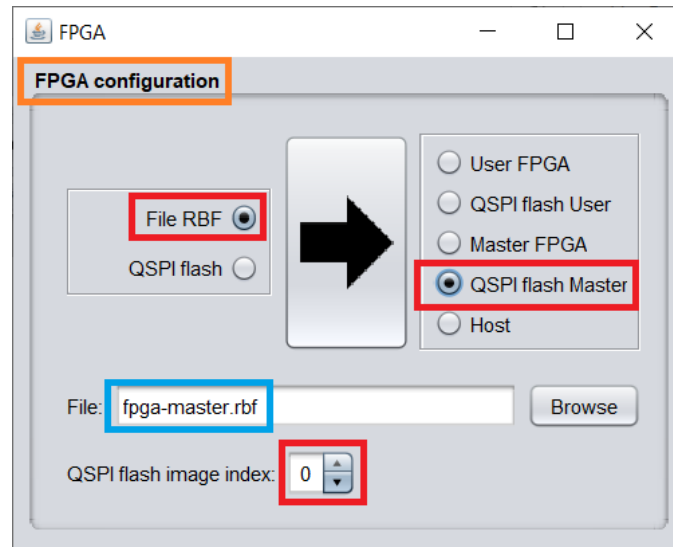 FPGA
FPGA configuration
File RBF
QSPI flash
User FPGA
QSPI flash User
Master FPGA
QSPI flash Master
Host
File: fpga-master.rbf Browse
QSPI flash image index: 0